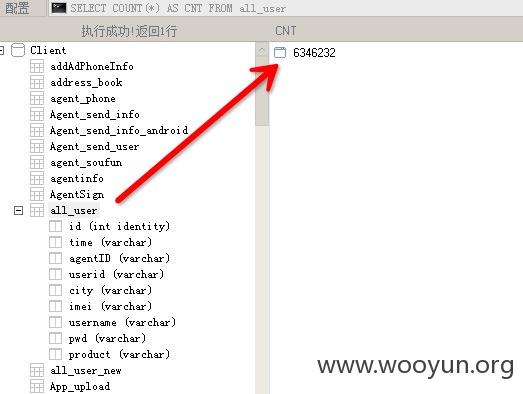 配置 SELECT COUNT(*) AS CNT FROM all_user
执行成功!返回1行 CNT
Client 6346232
addAdPhoneInfo
address_book
agent_phone
Agent_send_info
Agent_send_info_android
Agent_send_user
agent_soufun
agentinfo
AgentSign
all_user
id (int identity)
time (varchar)
agentID (varchar)
userid (varchar)
city (varchar)
imei (varchar)
username (varchar)
pwd (varchar)
product (varchar)
all_user_new
App_upload
www.wooyun.org